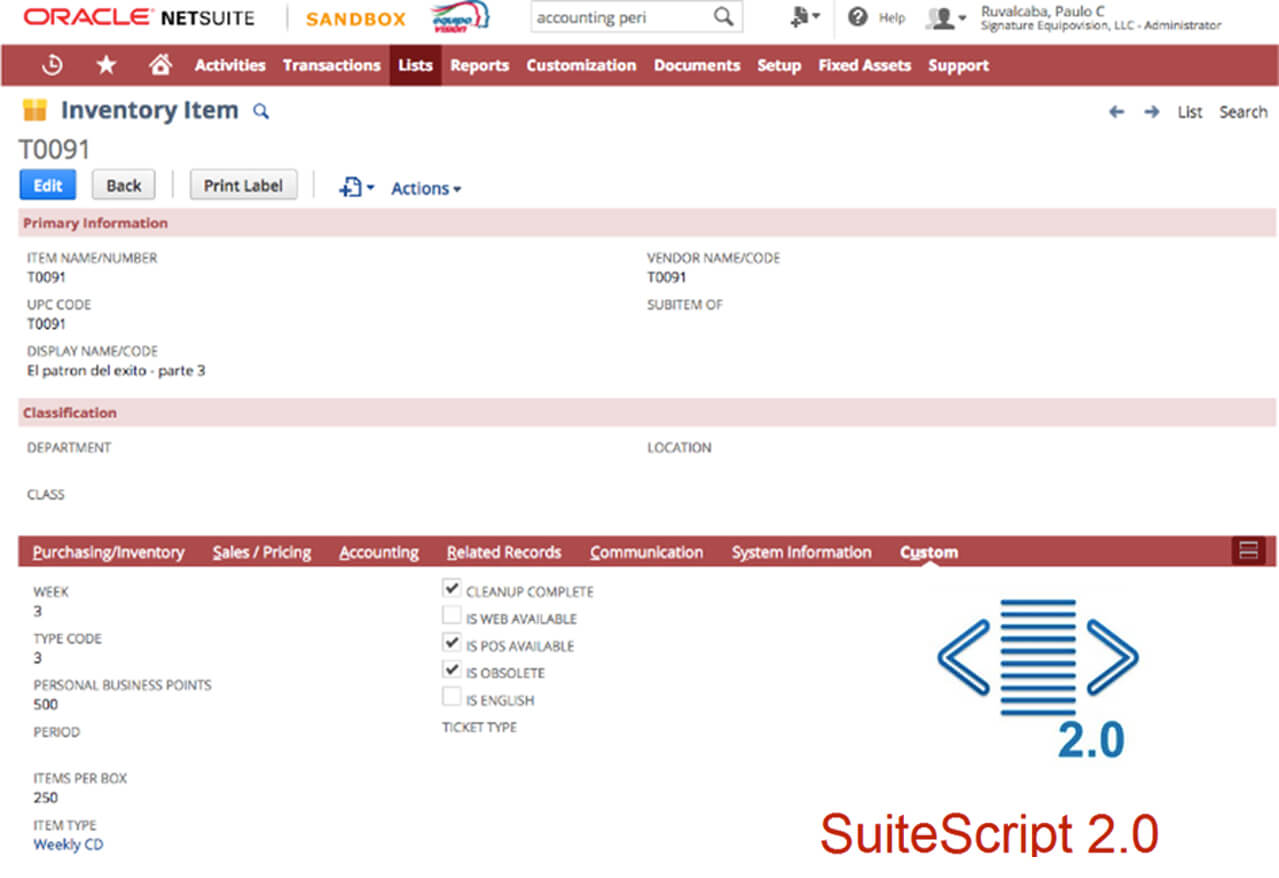 ORACLE NETSUITE SANDBOX equipo vision accounting peri Help Ruvalcaba, Paulo C
Signature Equipovision, LLC - Administrator
Activities Transactions Lists Reports Customization Documents Setup Fixed Assets Support
Inventory Item List Search
T0091
Edit Back Print Label Actions
Primary Information
ITEM NAME/NUMBER VENDOR NAME/CODE
T0091 T0091
UPC CODE SUBITEM OF
T0091
DISPLAY NAME/CODE
El patron del exito - parte 3
Classification
DEPARTMENT LOCATION
CLASS
Purchasing/Inventory Sales / Pricing Accounting Related Records Communication System Information Custom
WEEK CLEANUP COMPLETE
3 IS WEB AVAILABLE
TYPE CODE IS POS AVAILABLE
3 IS OBSOLETE
PERSONAL BUSINESS POINTS
500 IS ENGLISH
PERIOD TICKET TYPE
2.0
ITEMS PER BOX
250
ITEM TYPE
Weekly CD
SuiteScript 2.0